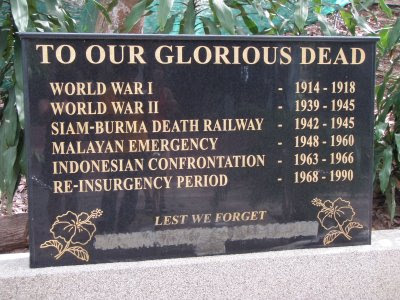 TO OUR GLORIOUS DEAD
WORLD WAR I - 1914 - 1918
WORLD WAR II - 1939 - 1945
SIAM-BURMA DEATH RAILWAY - 1942 - 1945
MALAYAN EMERGENCY - 1948 - 1960
INDONESIAN CONFRONTATION - 1963 - 1966
RE-INSURGENCY PERIOD - 1968 - 1990
LEST WE FORGET